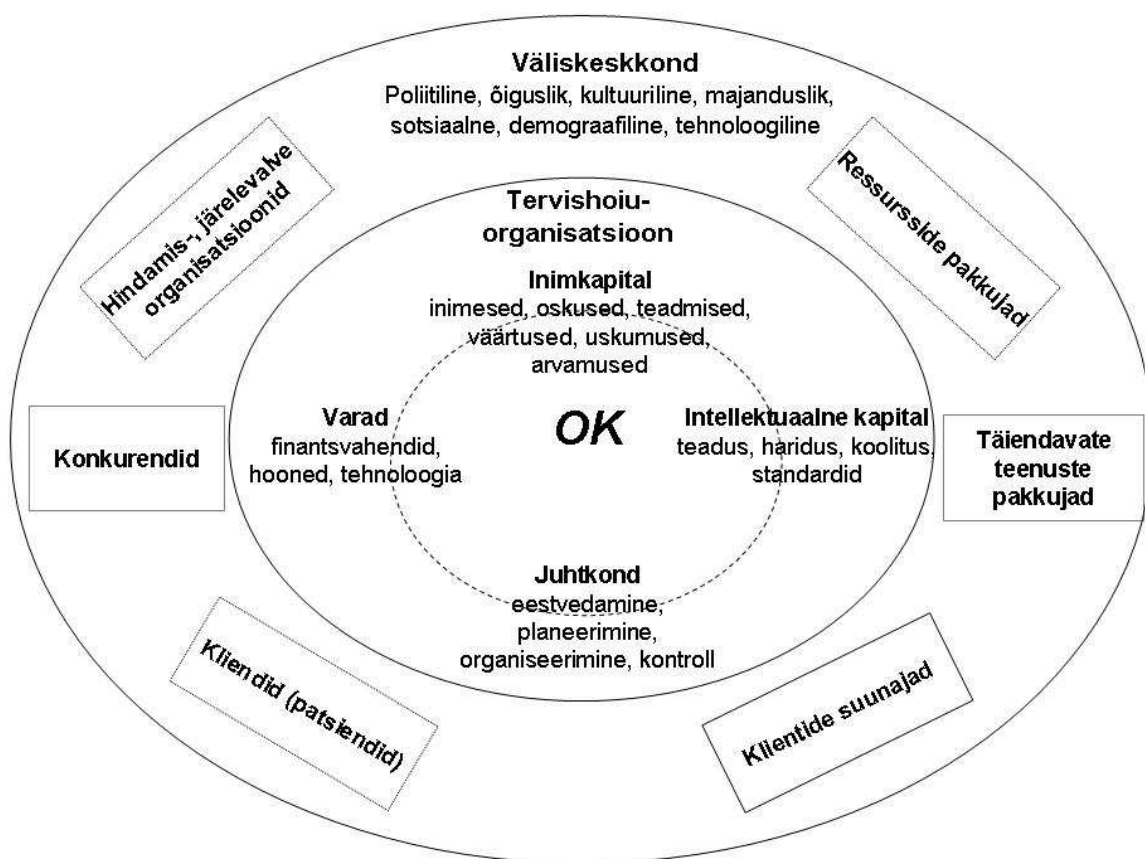 Väliskeskkond
Poliitiline, õiguslik, kultuuriline, majanduslik,
sotsiaalne, demograafiline, tehnoloogiline
Hindamis-, järelevalve
organisatsioonid
Ressursside pakkujad
Tervishoiu-
organisatsioon
Inimkapital
inimesed, oskused, teadmised,
väärtused, uskumused,
arvamused
Konkurendid
Varad
finantsvahendid,
hooned, tehnoloogia
OK
Intellektuaalne kapital
teadus, haridus, koolitus,
standardid
Täiendavate
teenuste
pakkujad
Juhtkond
eestvedamine,
planeerimine,
organiseerimine, kontroll
Kliendid (patsiendid)
Klientide suunajad